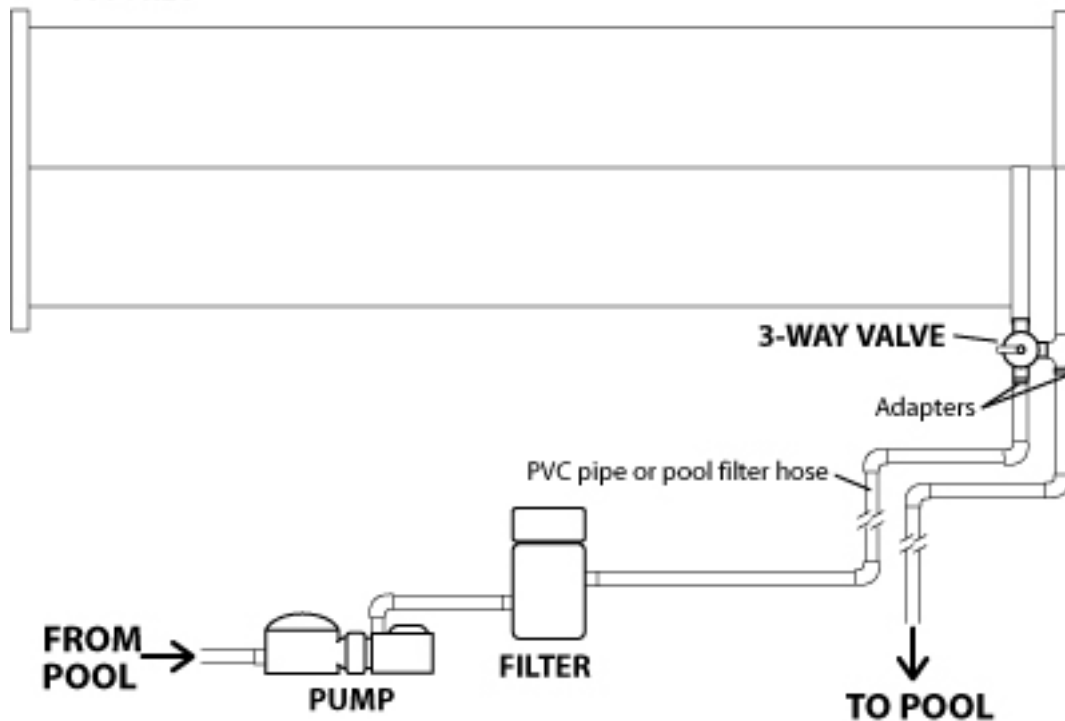 3-WAY VALVE
Adapters
PVC pipe or pool filter hose
FROM
POOL
PUMP
FILTER
TO POOL